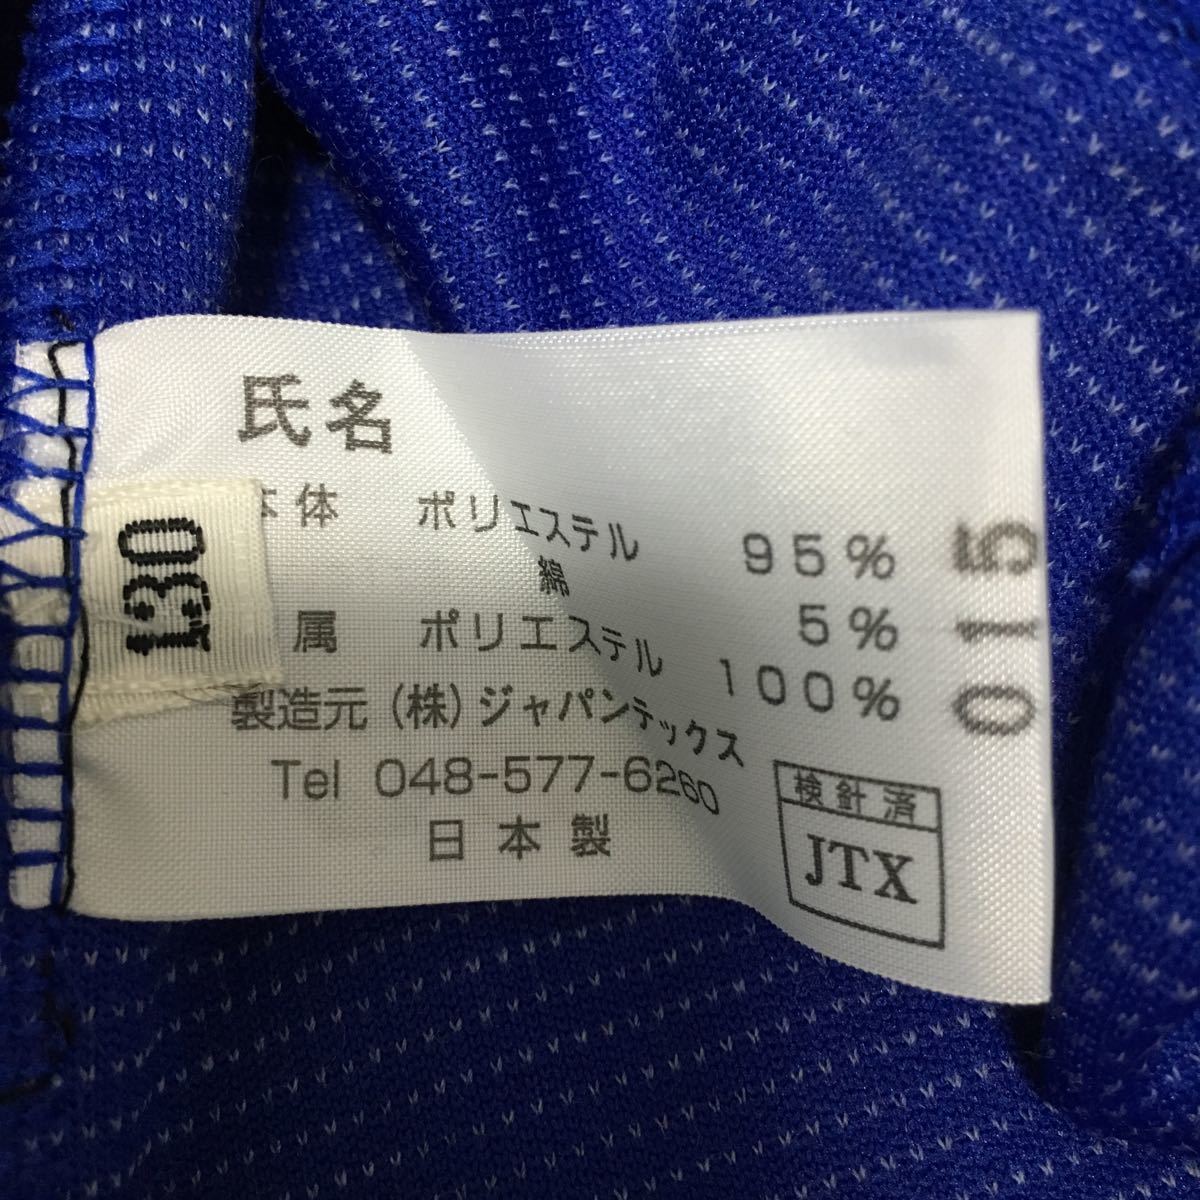 氏名
本体 ポリエステル 95%
綿 5%
属 ポリエステル 100%
製造元 (株) ジャパンテックス
Tel 048-577-6260
日本製
130
015
検針済
JTX